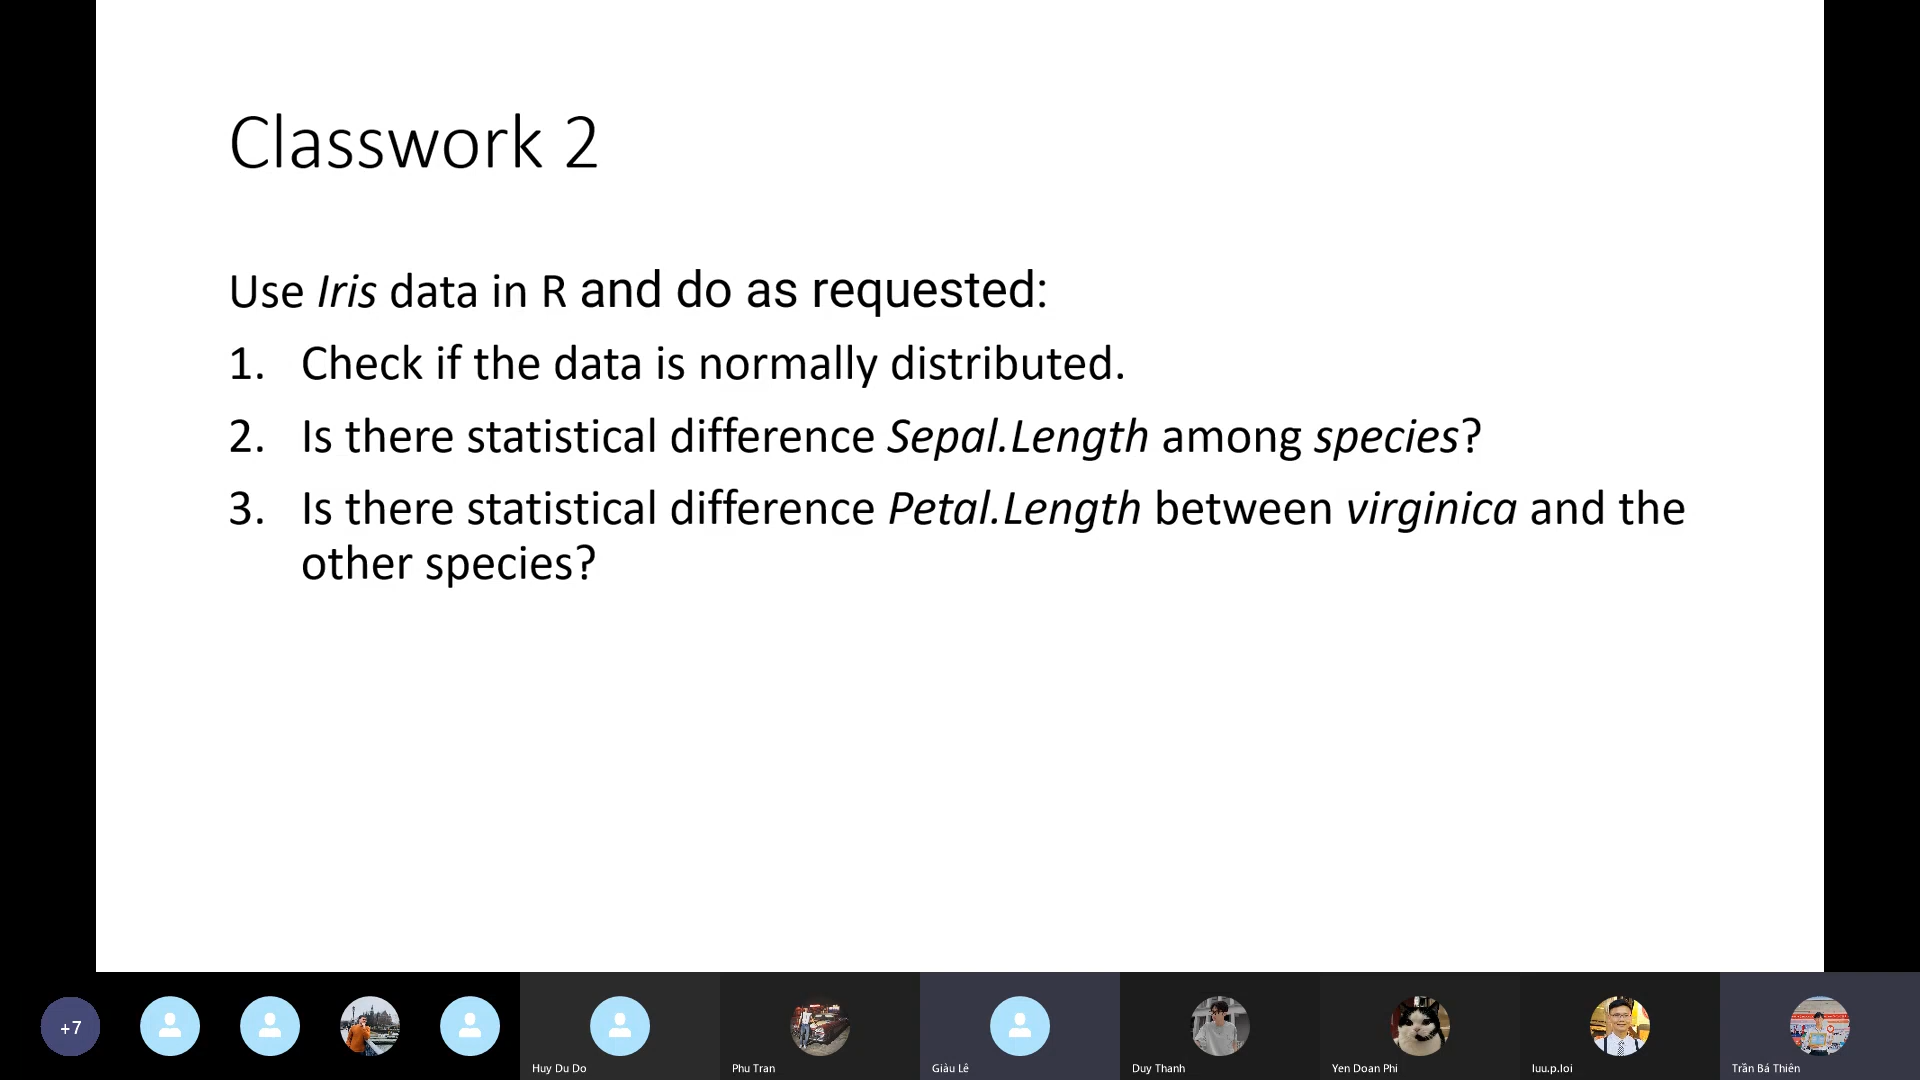 Classwork 2
Use Iris data in R and do as requested:
1. Check if the data is normally distributed.
2. Is there statistical difference Sepal.Length among species?
3. Is there statistical difference Petal.Length between virginica and the
other species?
+7
Huy Du Do
Phu Tran
Giàu Lê
Duy Thanh
Yen Doan Phi
luu.p.loi
Trần Bá Thiên